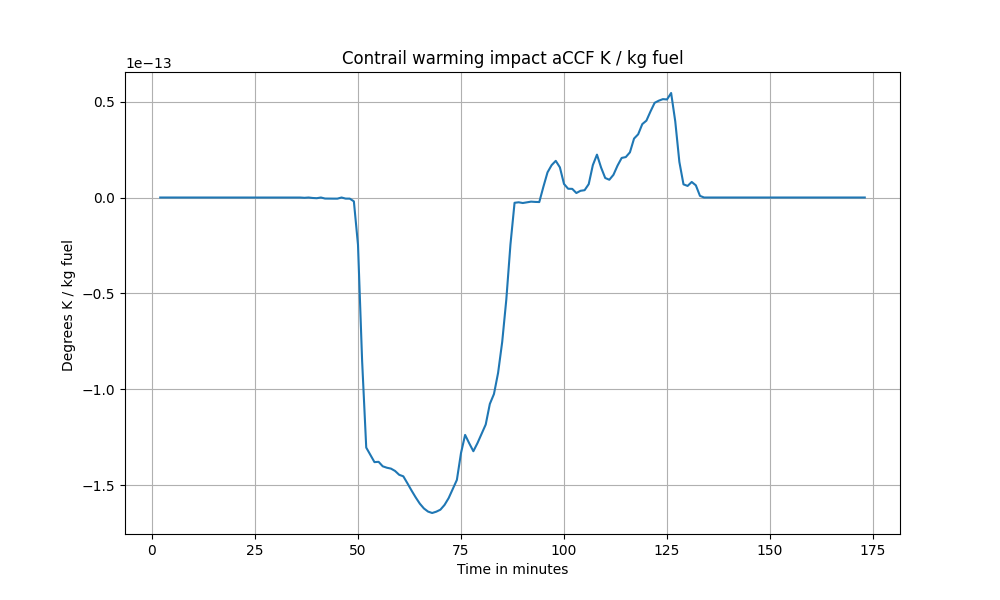 Contrail warming impact aCCF K / kg fuel
1e−13
0.5
0.0
−0.5
−1.0
−1.5
Degrees K / kg fuel
0 25 50 75 100 125 150 175
Time in minutes